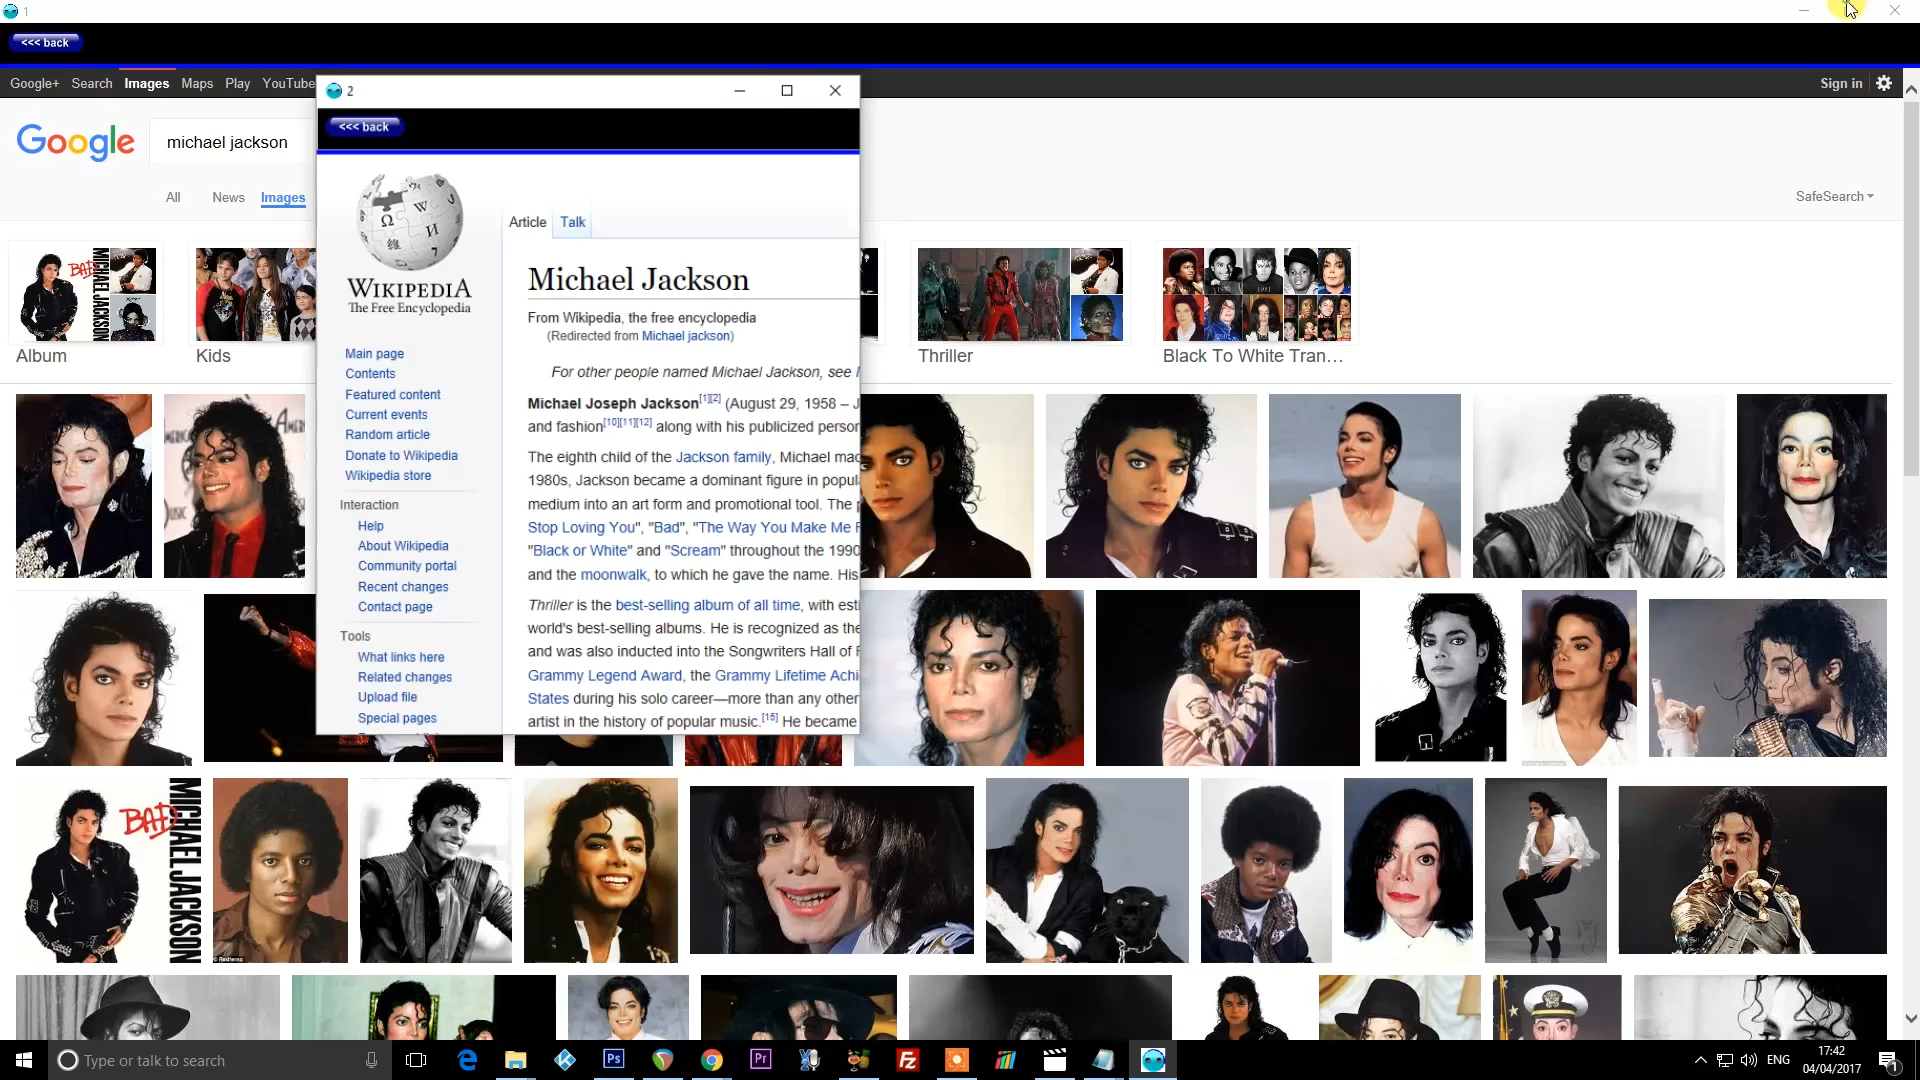 1
<<< back
Google+ Search Images Maps Play YouTube
Sign in
Google
michael jackson
All News Images
SafeSearch
BAD
MICHAEL JACKSON
Album
Kids
Thriller
Black To White Tran...
2
<<< back
WIKIPEDIA
The Free Encyclopedia
Main page
Contents
Featured content
Current events
Random article
Donate to Wikipedia
Wikipedia store
Interaction
Help
About Wikipedia
Community portal
Recent changes
Contact page
Tools
What links here
Related changes
Upload file
Special pages
Article Talk
Michael Jackson
From Wikipedia, the free encyclopedia
(Redirected from Michael jackson)
For other people named Michael Jackson, see
Michael Joseph Jackson[1][2] (August 29, 1958 – J
and fashion[10][11][12] along with his publicized person
The eighth child of the Jackson family, Michael mad
1980s, Jackson became a dominant figure in popul
medium into an art form and promotional tool. The
Stop Loving You", "Bad", "The Way You Make Me F
"Black or White" and "Scream" throughout the 1990
and the moonwalk, to which he gave the name. His
Thriller is the best-selling album of all time, with esti
world's best-selling albums. He is recognized as the
and was also inducted into the Songwriters Hall of F
Grammy Legend Award, the Grammy Lifetime Achi
States during his solo career—more than any other
artist in the history of popular music.[15] He became
BAD
MICHAEL JACKSON
Type or talk to search
Ps
Pr
Fz
ENG
17:42
04/04/2017
1